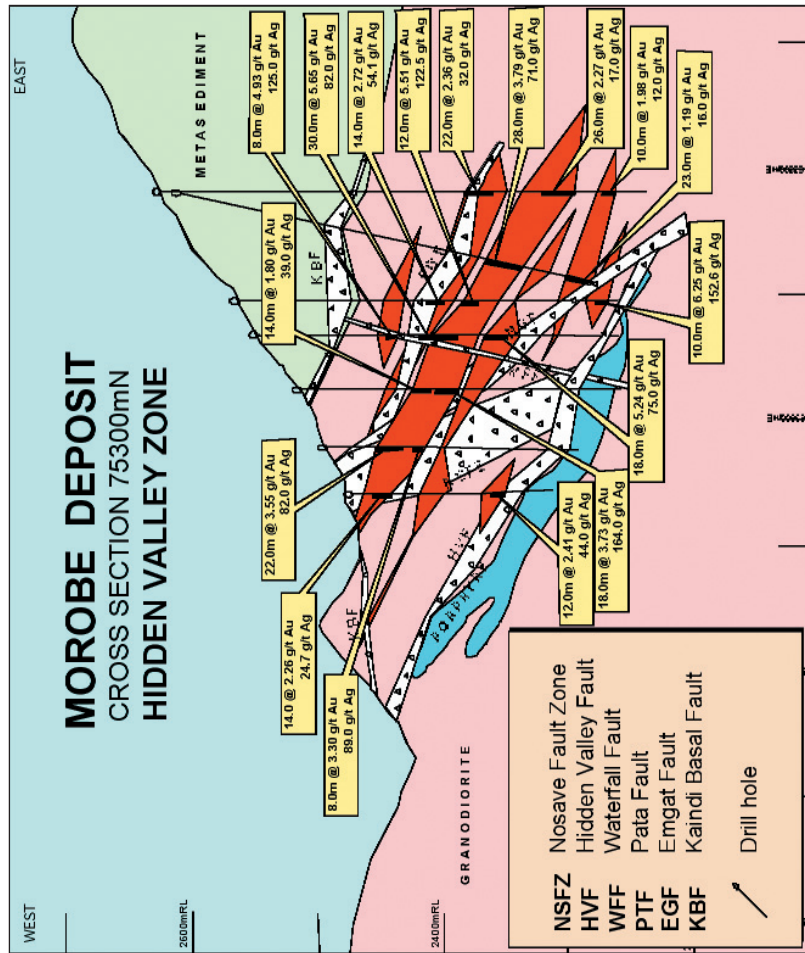 WEST
EAST
MOROBE DEPOSIT
CROSS SECTION 75300mN
HIDDEN VALLEY ZONE
2600mRL
2400mRL
METASEDIMENT
GRANODIORITE
KBF
KBF
HVF
PORPHYRY
14.0 @ 2.26 g/t Au
24.7 g/t Ag
22.0m @ 3.55 g/t Au
82.0 g/t Ag
14.0m @ 1.80 g/t Au
39.0 g/t Ag
8.0m @ 4.93 g/t Au
125.0 g/t Ag
30.0m @ 5.65 g/t Au
82.0 g/t Ag
14.0m @ 2.72 g/t Au
54.1 g/t Ag
12.0m @ 5.51 g/t Au
122.5 g/t Ag
22.0m @ 2.36 g/t Au
32.0 g/t Ag
28.0m @ 3.79 g/t Au
71.0 g/t Ag
26.0m @ 2.27 g/t Au
17.0 g/t Ag
10.0m @ 1.98 g/t Au
12.0 g/t Ag
23.0m @ 1.19 g/t Au
16.0 g/t Ag
8.0m @ 3.30 g/t Au
89.0 g/t Ag
12.0m @ 2.41 g/t Au
44.0 g/t Ag
18.0m @ 3.73 g/t Au
164.0 g/t Ag
18.0m @ 5.24 g/t Au
75.0 g/t Ag
10.0m @ 6.25 g/t Au
152.6 g/t Ag
NSFZ Nosave Fault Zone
HVF Hidden Valley Fault
WFF Waterfall Fault
PTF Pata Fault
EGF Emgat Fault
KBF Kaindi Basal Fault
Drill hole